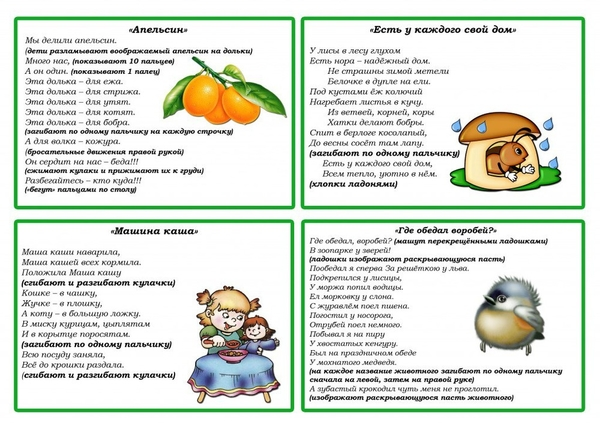 «Апельсин»
Мы делили апельсин.
(дети разламывают воображаемый апельсин на дольки)
Много нас, (показывают 10 пальцев)
А он один. (показывают 1 палец)
Эта долька – для ежа.
Эта долька – для стрижа.
Эта долька – для утят.
Эта долька – для котят.
Эта долька – для бобра.
(загибают по одному пальчику на каждую строчку)
А для волка – кожура.
(бросательные движения правой рукой)
Он сердит на нас – беда!!!
(сжимают кулаки и прижимают их к груди)
Разбегайтесь – кто куда!!!
(«бегут» пальцами по столу)
«Есть у каждого свой дом»
У лисы в лесу глухом
Есть нора – надёжный дом.
Не страшны зимой метели
Белочке в дупле на ели.
Под кустами ёж колючий
Нагребает листья в кучу.
Из ветвей, корней, коры
Хатки делают бобры.
Спит в берлоге косолапый,
До весны сосёт там лапу.
(загибают по одному пальчику)
Есть у каждого свой дом,
Всем тепло, уютно в нём.
(хлопки ладонями)
«Машина каша»
Маша каши наварила,
Маша кашей всех кормила.
Положила Маша кашу
(сгибают и разгибают кулачки)
Кошке – в чашку,
Жучке – в плошку,
А коту – в большую ложку.
В миску курицам, цыплятам
И в корытце поросятам.
(загибают по одному пальчику)
Всю посуду заняла,
Всё до крошки раздала.
(сгибают и разгибают кулачки)
«Где обедал воробей?»
Где обедал, воробей? (машут перекрещёнными ладошками)
В зоопарке у зверей!
(ладошки изображают раскрывающуюся пасть)
Пообедал я сперва За решёткою у льва.
Подкрепился у лисицы,
У моржа попил водицы.
Ел морковку у слона.
С журавлём поел пшена.
Погостил у носорога,
Отрубей поел немного.
Побывал я на пиру
У хвостатых кенгуру.
Был на праздничном обеде
У мохнатого медведя.
(на каждое название животного загибают по одному пальчику
сначала на левой, затем на правой руке)
А зубастый крокодил чуть меня не проглотил.
(изображают раскрывающуюся пасть животного)